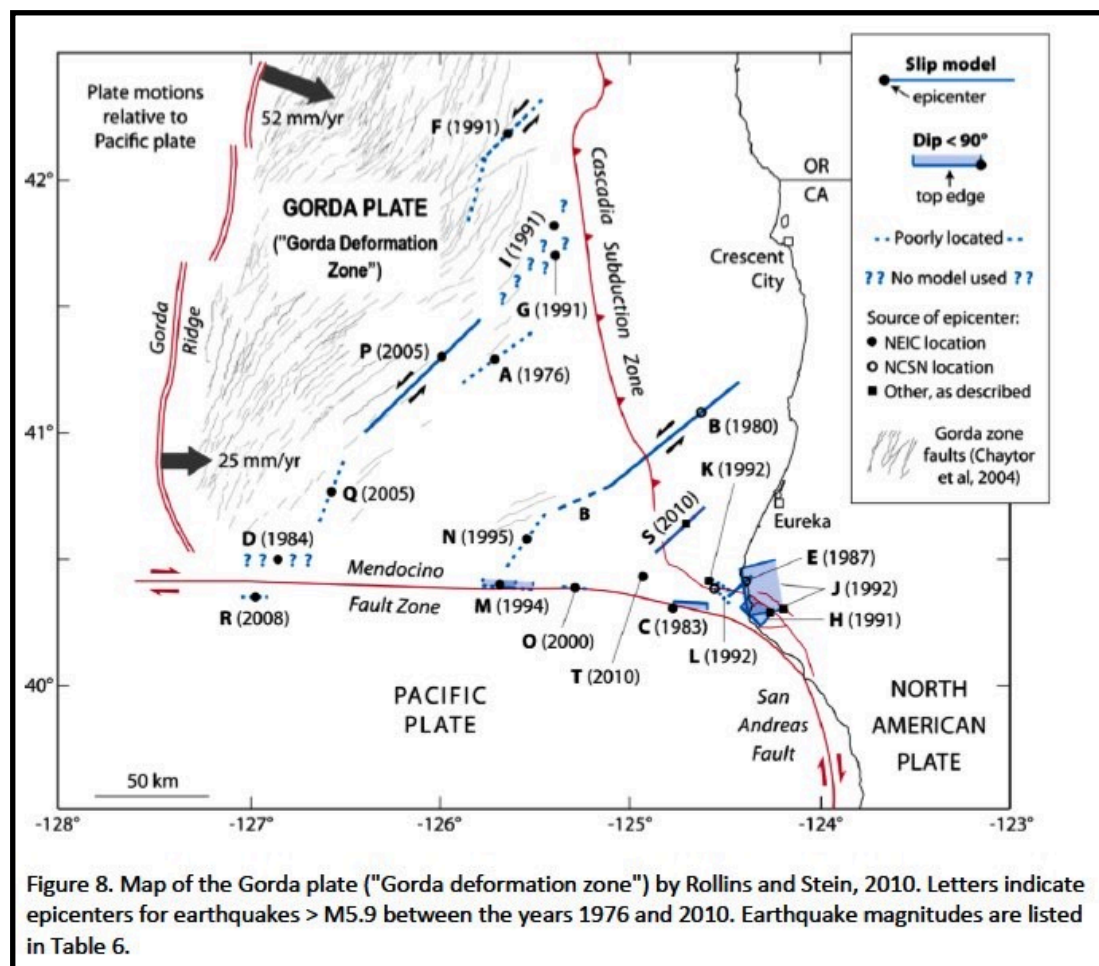 Plate motions
relative to
Pacific plate
52 mm/yr
F (1991)
42°
GORDA PLATE
("Gorda Deformation
Zone")
I (1991)
G (1991)
Cascadia Subduction Zone
OR
CA
Crescent
City
Gorda
Ridge
P (2005)
A (1976)
41°
25 mm/yr
B (1980)
K (1992)
Q (2005)
B
S (2010)
Eureka
D (1984)
N (1995)
E (1987)
? ? ? ?
Mendocino
Fault Zone
J (1992)
R (2008)
M (1994)
C (1983)
H (1991)
O (2000)
L (1992)
T (2010)
40°
PACIFIC
PLATE
San
Andreas
Fault
NORTH
AMERICAN
PLATE
50 km
-128°
-127°
-126°
-125°
-124°
-123°
Slip model
epicenter
Dip < 90°
top edge
Poorly located
? ? No model used ? ?
Source of epicenter:
NEIC location
NCSN location
Other, as described
Gorda zone
faults (Chaytor
et al, 2004)
Figure 8. Map of the Gorda plate ("Gorda deformation zone") by Rollins and Stein, 2010. Letters indicate
epicenters for earthquakes > M5.9 between the years 1976 and 2010. Earthquake magnitudes are listed
in Table 6.